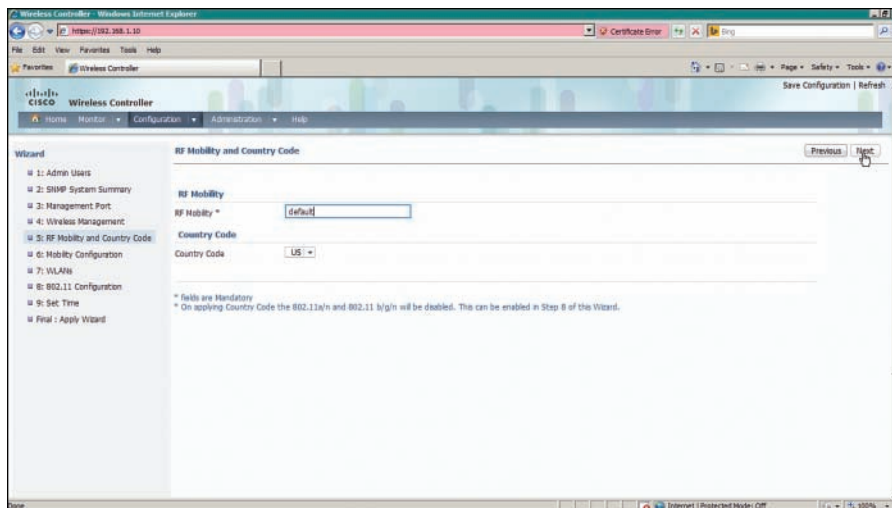 Wireless Controller - Windows Internet Explorer
https://192.168.1.10
Certificate Error
Bing
File Edit View Favorites Tools Help
Favorites Wireless Controller
Page Safety Tools
Save Configuration | Refresh
CISCO Wireless Controller
Home Monitor Configuration Administration Help
Wizard
1: Admin Users
2: SNMP System Summary
3: Management Port
4: Wireless Management
5: RF Mobility and Country Code
6: Mobility Configuration
7: WLANs
8: 802.11 Configuration
9: Set Time
Final : Apply Wizard
RF Mobility and Country Code
Previous Next
RF Mobility
RF Mobility * default
Country Code
Country Code US
* fields are Mandatory
* On applying Country Code the 802.11a/n and 802.11 b/g/n will be disabled. This can be enabled in Step 8 of this Wizard.
Done
Internet | Protected Mode: Off
100%